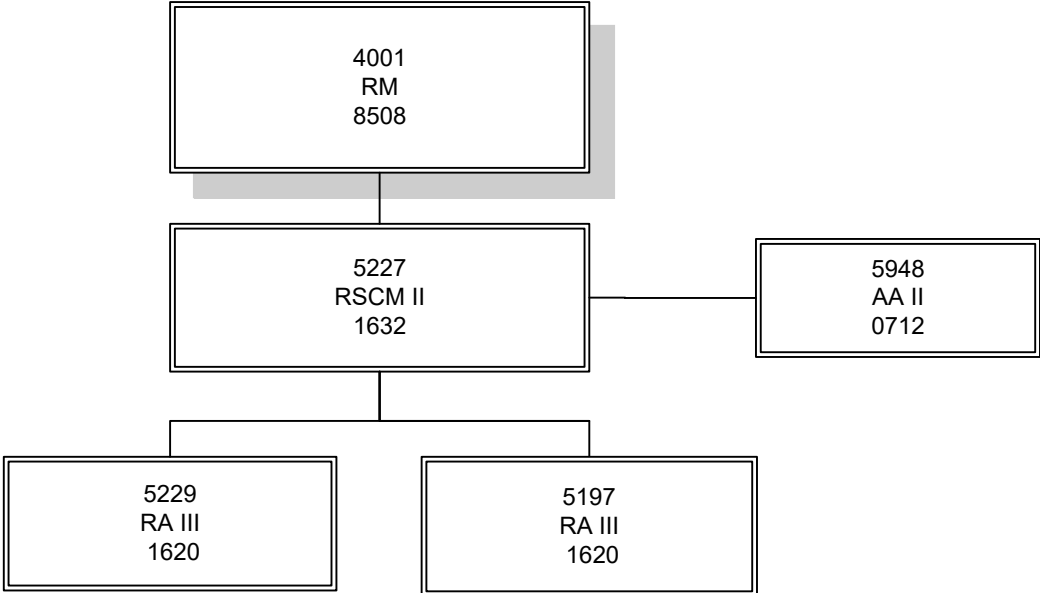 4001
RM
8508
5227
RSCM II
1632
5948
AA II
0712
5229
RA III
1620
5197
RA III
1620